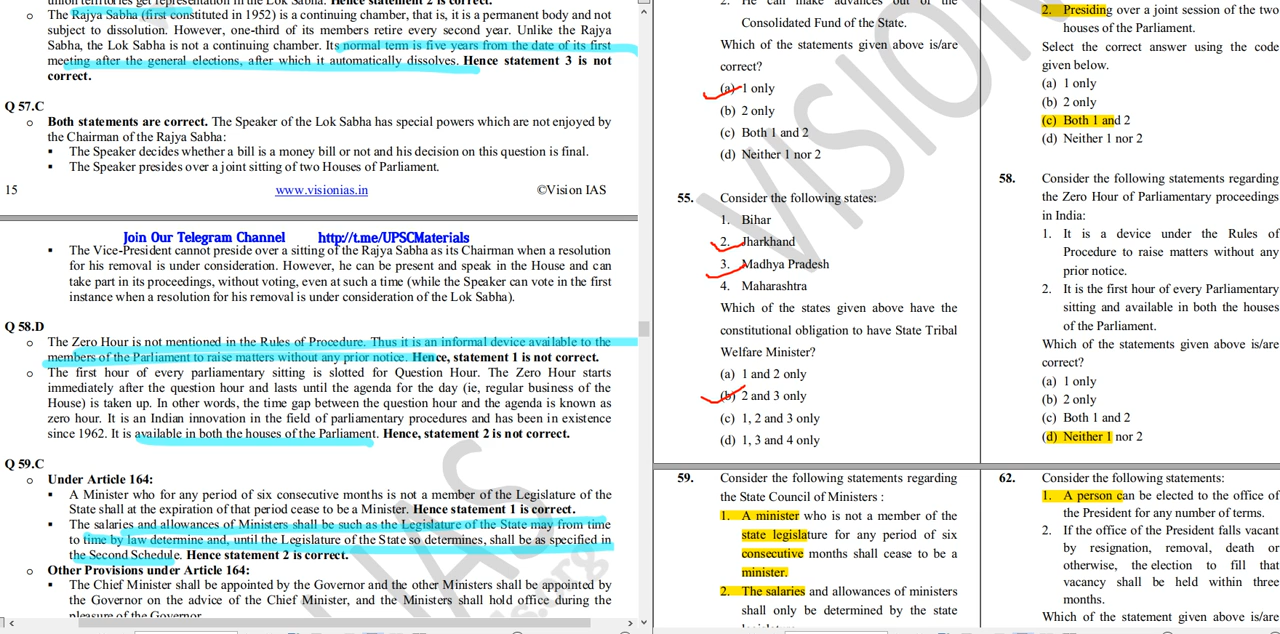 union territories get representation in the Lok Sabha. Hence statement 2 is correct.
o The Rajya Sabha (first constituted in 1952) is a continuing chamber, that is, it is a permanent body and not
subject to dissolution. However, one-third of its members retire every second year. Unlike the Rajya
Sabha, the Lok Sabha is not a continuing chamber. Its normal term is five years from the date of its first
meeting after the general elections, after which it automatically dissolves. Hence statement 3 is not
correct.
Q 57.C
o Both statements are correct. The Speaker of the Lok Sabha has special powers which are not enjoyed by
the Chairman of the Rajya Sabha:
▪ The Speaker decides whether a bill is a money bill or not and his decision on this question is final.
▪ The Speaker presides over a joint sitting of two Houses of Parliament.
15 www.visionias.in ©Vision IAS
Join Our Telegram Channel http://t.me/UPSCMaterials
▪ The Vice-President cannot preside over a sitting of the Rajya Sabha as its Chairman when a resolution
for his removal is under consideration. However, he can be present and speak in the House and can
take part in its proceedings, without voting, even at such a time (while the Speaker can vote in the first
instance when a resolution for his removal is under consideration of the Lok Sabha).
Q 58.D
o The Zero Hour is not mentioned in the Rules of Procedure. Thus it is an informal device available to the
members of the Parliament to raise matters without any prior notice. Hence, statement 1 is not correct.
o The first hour of every parliamentary sitting is slotted for Question Hour. The Zero Hour starts
immediately after the question hour and lasts until the agenda for the day (ie, regular business of the
House) is taken up. In other words, the time gap between the question hour and the agenda is known as
zero hour. It is an Indian innovation in the field of parliamentary procedures and has been in existence
since 1962. It is available in both the houses of the Parliament. Hence, statement 2 is not correct.
Q 59.C
o Under Article 164:
▪ A Minister who for any period of six consecutive months is not a member of the Legislature of the
State shall at the expiration of that period cease to be a Minister. Hence statement 1 is correct.
▪ The salaries and allowances of Ministers shall be such as the Legislature of the State may from time
to time by law determine and, until the Legislature of the State so determines, shall be as specified in
the Second Schedule. Hence statement 2 is correct.
o Other Provisions under Article 164:
▪ The Chief Minister shall be appointed by the Governor and the other Ministers shall be appointed by
the Governor on the advice of the Chief Minister, and the Ministers shall hold office during the
pleasure of the Governor
2. He can make advances out of the
Consolidated Fund of the State.
Which of the statements given above is/are
correct?
(a) 1 only
(b) 2 only
(c) Both 1 and 2
(d) Neither 1 nor 2
55. Consider the following states:
1. Bihar
2. Jharkhand
3. Madhya Pradesh
4. Maharashtra
Which of the states given above have the
constitutional obligation to have State Tribal
Welfare Minister?
(a) 1 and 2 only
(b) 2 and 3 only
(c) 1, 2 and 3 only
(d) 1, 3 and 4 only
2. Presiding over a joint session of the two
houses of the Parliament.
Select the correct answer using the code
given below.
(a) 1 only
(b) 2 only
(c) Both 1 and 2
(d) Neither 1 nor 2
58. Consider the following statements regarding
the Zero Hour of Parliamentary proceedings
in India:
1. It is a device under the Rules of
Procedure to raise matters without any
prior notice.
2. It is the first hour of every Parliamentary
sitting and available in both the houses
of the Parliament.
Which of the statements given above is/are
correct?
(a) 1 only
(b) 2 only
(c) Both 1 and 2
(d) Neither 1 nor 2
59. Consider the following statements regarding
the State Council of Ministers :
1. A minister who is not a member of the
state legislature for any period of six
consecutive months shall cease to be a
minister.
2. The salaries and allowances of ministers
shall only be determined by the state
62. Consider the following statements:
1. A person can be elected to the office of
the President for any number of terms.
2. If the office of the President falls vacant
by resignation, removal, death or
otherwise, the election to fill that
vacancy shall be held within three
months.
Which of the statement given above is/are
VISION
IAS